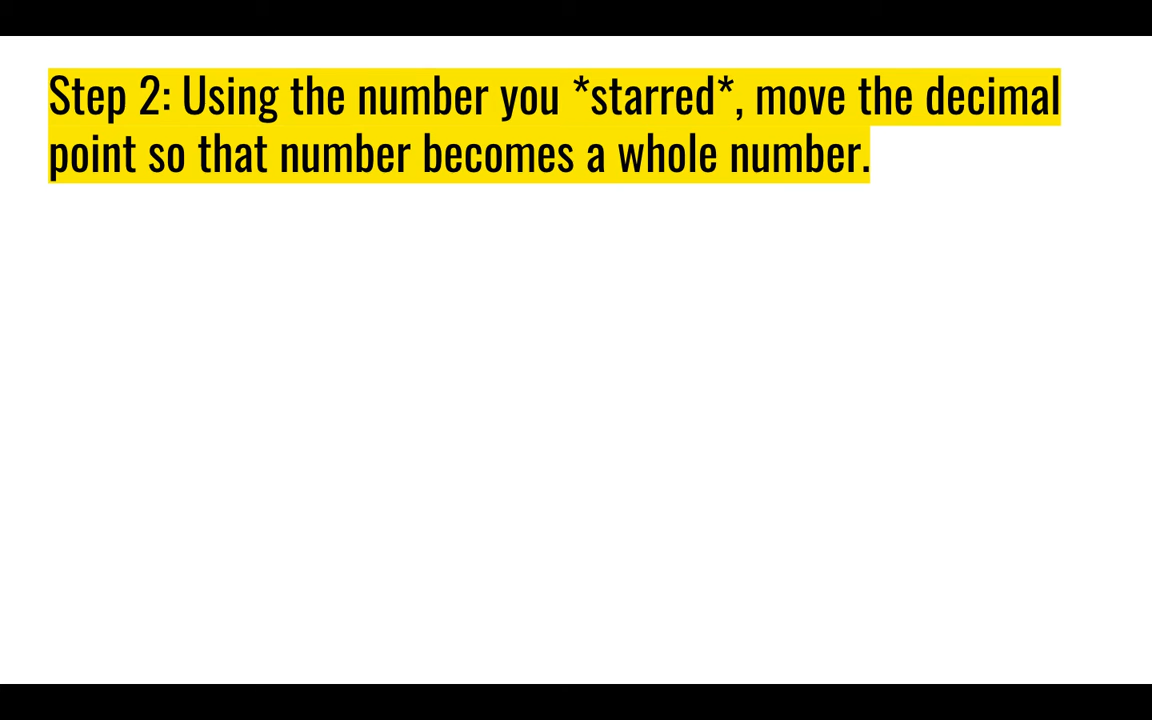 Step 2: Using the number you *starred*, move the decimal
point so that number becomes a whole number.